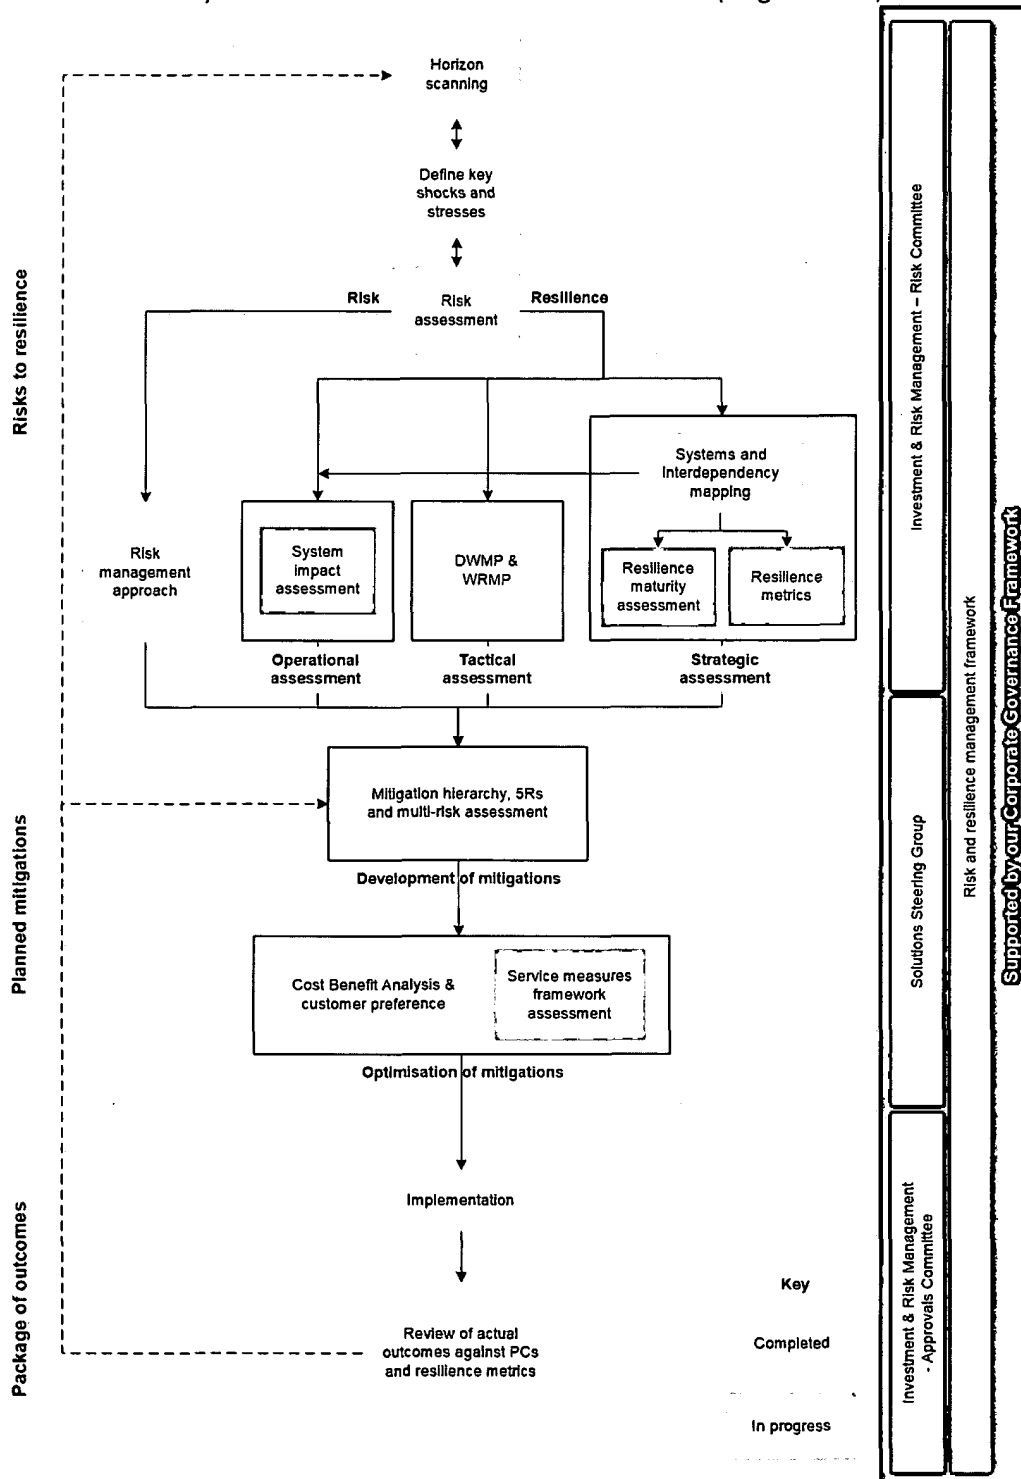 Horizon
scanning
Define key
shocks and
stresses
Risk
Risk
assessment
Resilience
Systems and
Interdependency
mapping
Risk
management
approach
System
impact
assessment
DWMP &
WRMP
Resilience
maturity
assessment
Resilience
metrics
Operational
assessment
Tactical
assessment
Strategic
assessment
Mitigation hierarchy, 5Rs
and multi-risk assessment
Development of mitigations
Cost Benefit Analysis &
customer preference
Service measures
framework
assessment
Optimisation of mitigations
Implementation
Review of actual
outcomes against PCs
and resilience metrics
Key
Completed
In progress
Risks to resilience
Planned mitigations
Package of outcomes
Investment & Risk Management – Risk Committee
Solutions Steering Group
Investment & Risk Management
- Approvals Committee
Risk and resilience management framework
Supported by our Corporate Governance Framework